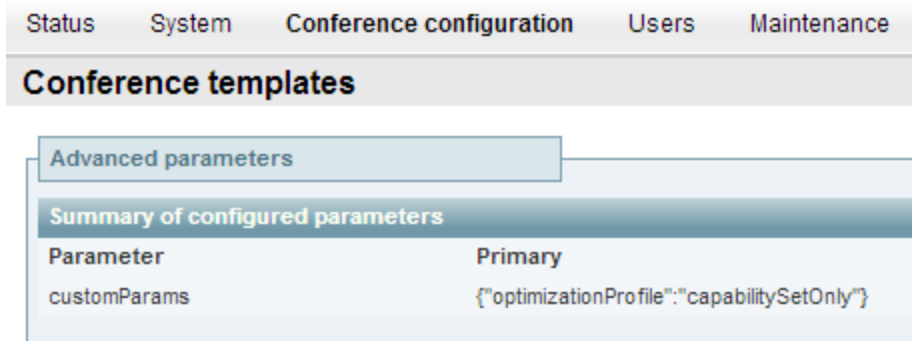 Status System Conference configuration Users Maintenance
Conference templates
Advanced parameters
Summary of configured parameters
Parameter Primary
customParams {"optimizationProfile":"capabilitySetOnly"}